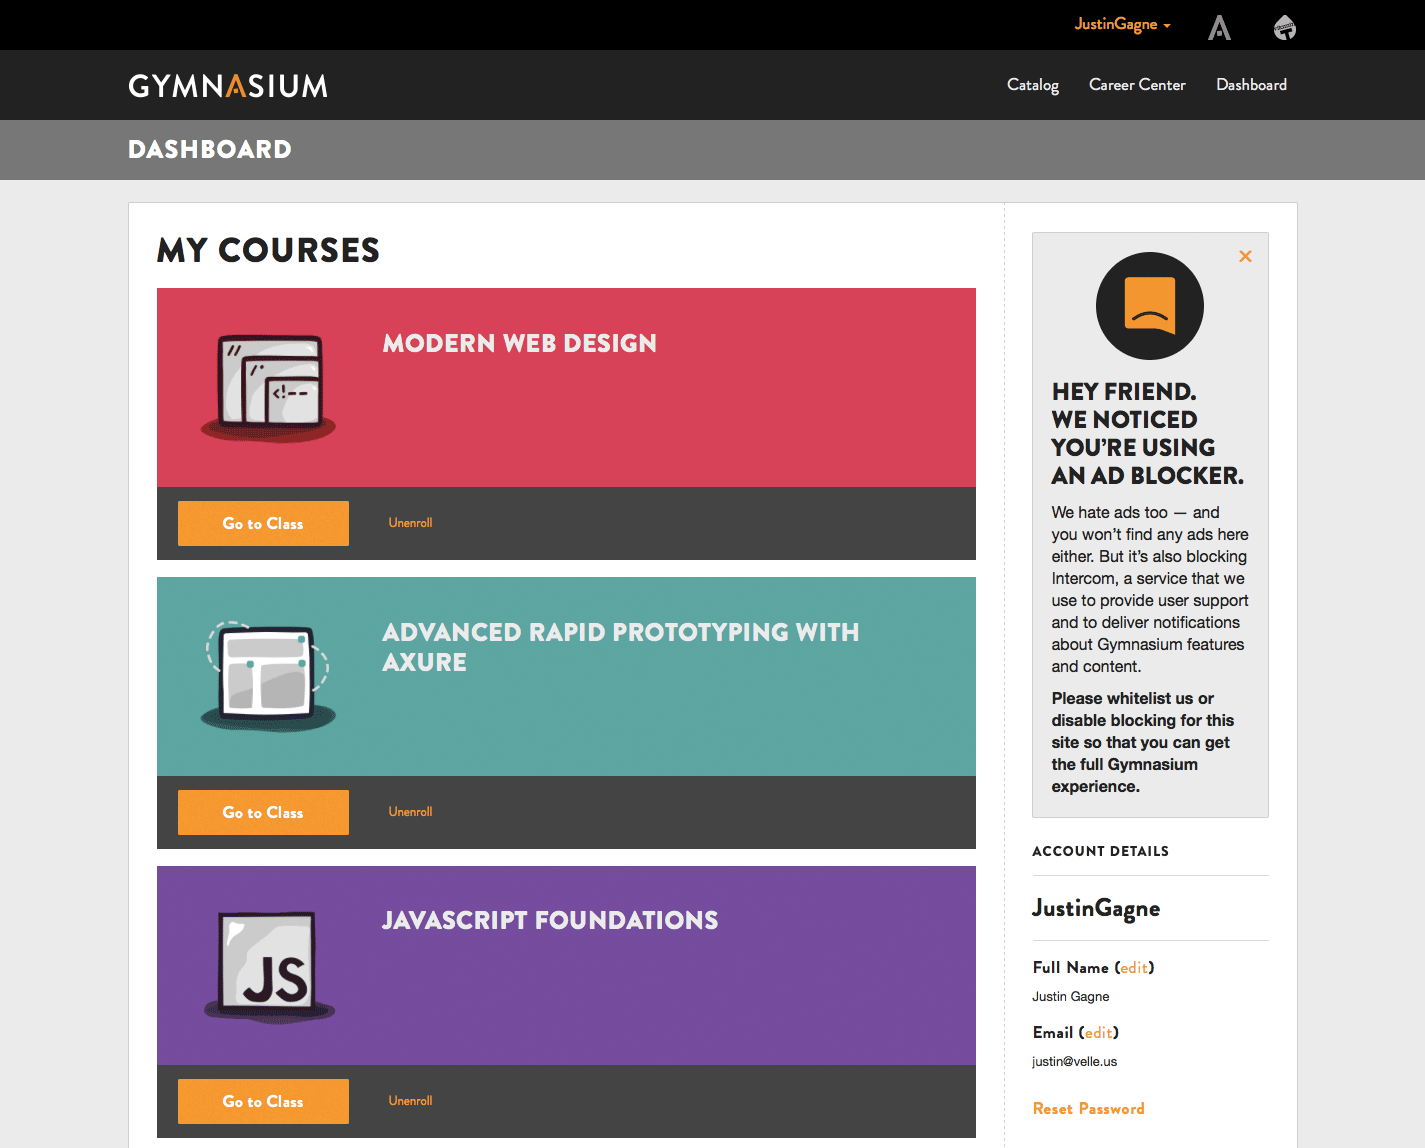 JustinGagne
GYMNASIUM
Catalog Career Center Dashboard
DASHBOARD
MY COURSES
MODERN WEB DESIGN
// /* <!--
Go to Class Unenroll
ADVANCED RAPID PROTOTYPING WITH
AXURE
Go to Class Unenroll
JAVASCRIPT FOUNDATIONS
JS
Go to Class Unenroll
HEY FRIEND.
WE NOTICED
YOU’RE USING
AN AD BLOCKER.
We hate ads too — and
you won’t find any ads here
either. But it’s also blocking
Intercom, a service that we
use to provide user support
and to deliver notifications
about Gymnasium features
and content.
Please whitelist us or
disable blocking for this
site so that you can get
the full Gymnasium
experience.
ACCOUNT DETAILS
JustinGagne
Full Name (edit)
Justin Gagne
Email (edit)
justin@velle.us
Reset Password